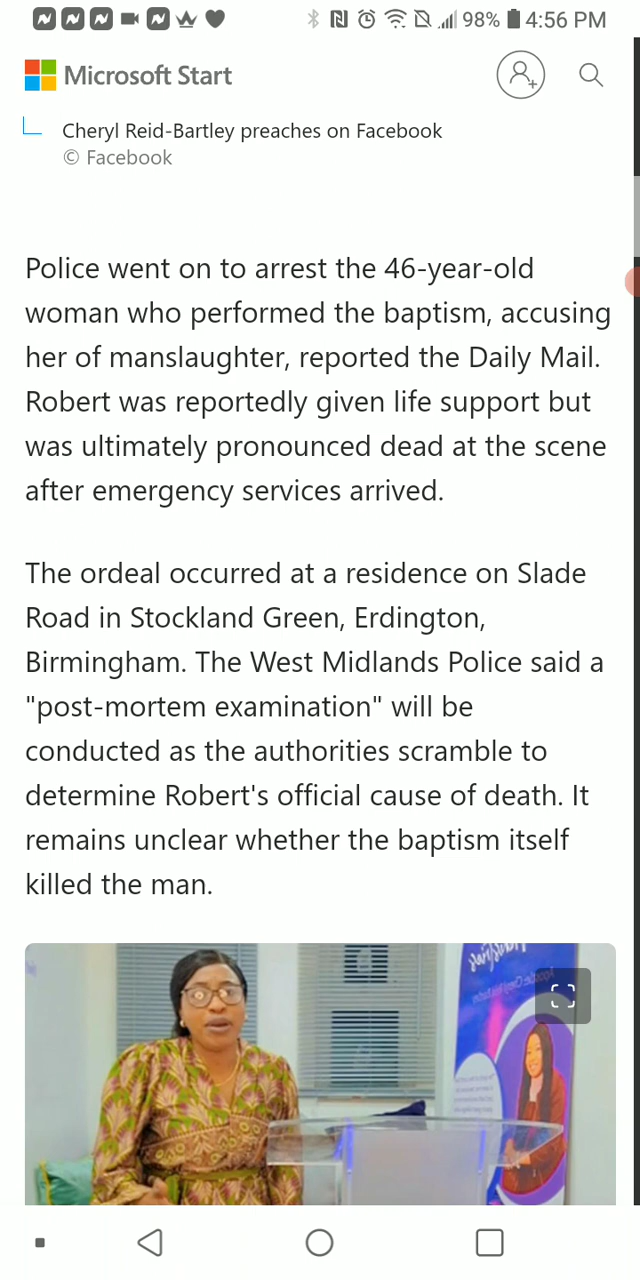 98% 4:56 PM
Microsoft Start
Cheryl Reid-Bartley preaches on Facebook
© Facebook
Police went on to arrest the 46-year-old
woman who performed the baptism, accusing
her of manslaughter, reported the Daily Mail.
Robert was reportedly given life support but
was ultimately pronounced dead at the scene
after emergency services arrived.
The ordeal occurred at a residence on Slade
Road in Stockland Green, Erdington,
Birmingham. The West Midlands Police said a
"post-mortem examination" will be
conducted as the authorities scramble to
determine Robert's official cause of death. It
remains unclear whether the baptism itself
killed the man.